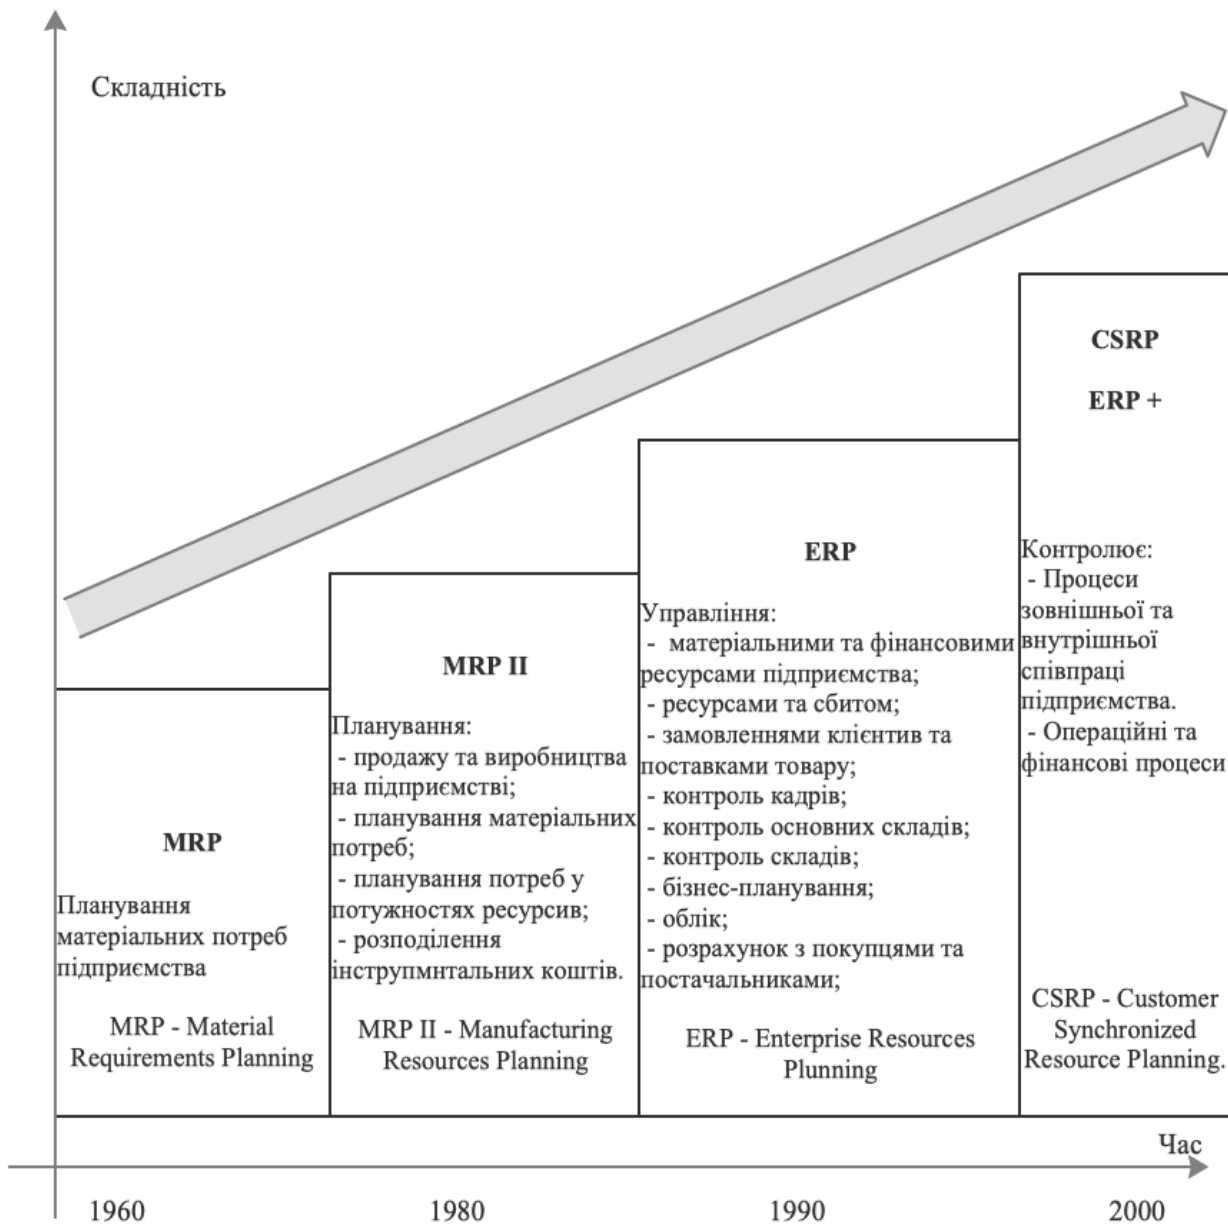 Складність
CSRP
ERP +
Контролює:
- Процеси
зовнішньої та
внутрішньої
співпраці
підприємства.
- Операційні та
фінансові процеси
CSRP - Customer
Synchronized
Resource Planning.
ERP
Управління:
- матеріальними та фінансовими
ресурсами підприємства;
- ресурсами та сбитом;
- замовленнями клієнтив та
поставками товару;
- контроль кадрів;
- контроль основних складів;
- контроль складів;
- бізнес-планування;
- облік;
- розрахунок з покупцями та
постачальниками;
ERP - Enterprise Resources
Plunning
MRP II
Планування:
- продажу та виробництва
на підприємстві;
- планування матеріальних
потреб;
- планування потреб у
потужностях ресурсив;
- розподілення
інструпмнтальних коштів.
MRP II - Manufacturing
Resources Planning
MRP
Планування
матеріальних потреб
підприємства
MRP - Material
Requirements Planning
Час
1960
1980
1990
2000